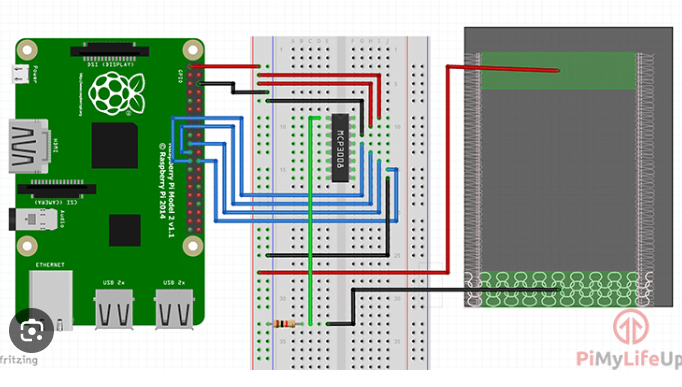 DSI (DISPLAY)
Power
GPIO
HDMI
Raspberry Pi Model 2 v1.1
© Raspberry Pi 2014
CSI (CAMERA)
Audio
ETHERNET
USB 2x
USB 2x
MCP3008
fritzing
PiMyLifeUp